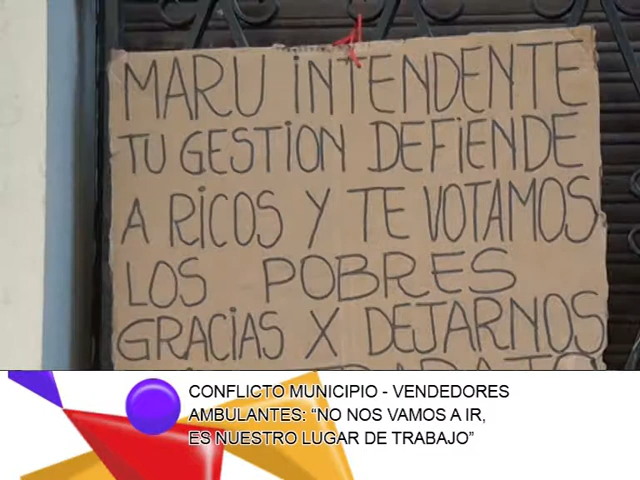 MARU iNTENDENTE
TU GESTiON DEFiENDE
A RiCOS Y TE VOTAMOS
LOS POBRES
GRACiAS X DEJARNOS
CONFLICTO MUNICIPIO - VENDEDORES
AMBULANTES: “NO NOS VAMOS A IR,
ES NUESTRO LUGAR DE TRABAJO”